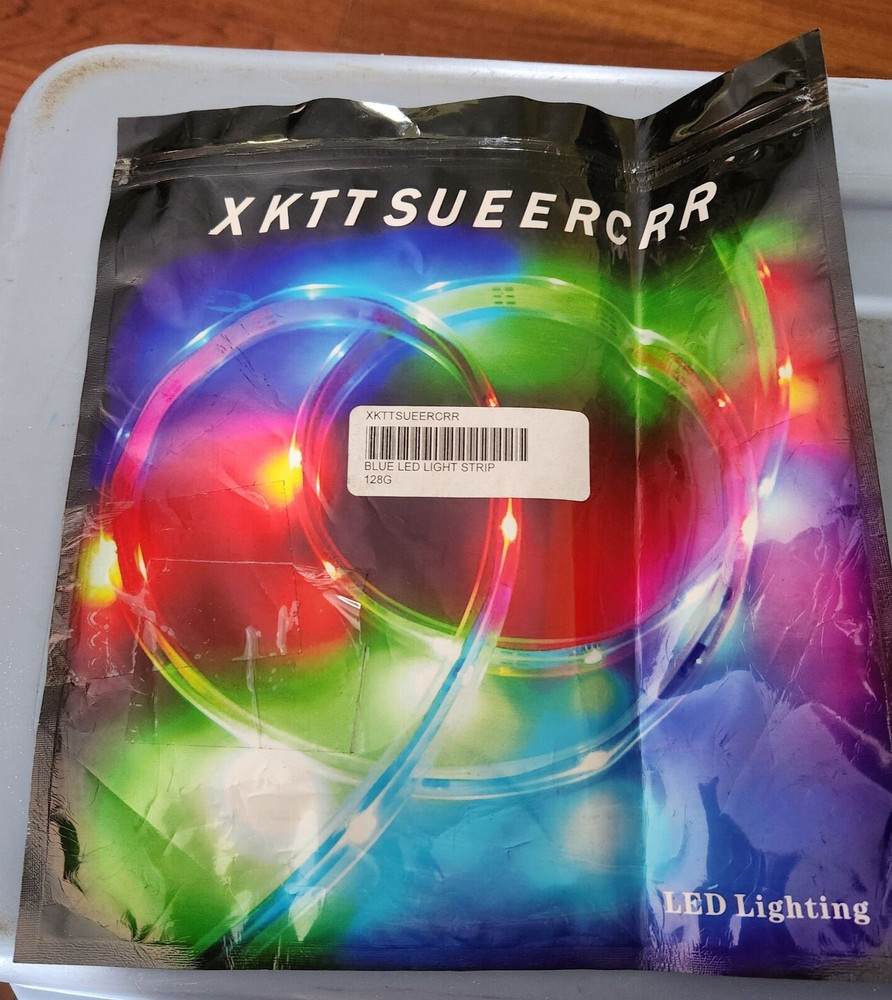 XKTTSUEERCRR
XKTTSUEERCRR
BLUE LED LIGHT STRIP
128G
LED Lighting